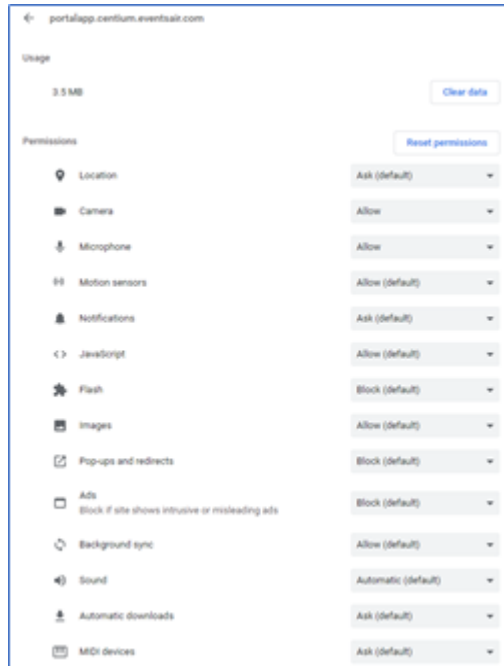 portalapp.centium.eventsair.com
Usage
3.5 MB Clear data
Permissions Reset permissions
Location Ask (default)
Camera Allow
Microphone Allow
Motion sensors Allow (default)
Notifications Ask (default)
JavaScript Allow (default)
Flash Block (default)
Images Allow (default)
Pop-ups and redirects Block (default)
Ads Block (default)
Block if site shows intrusive or misleading ads
Background sync Allow (default)
Sound Automatic (default)
Automatic downloads Ask (default)
MIDI devices Ask (default)